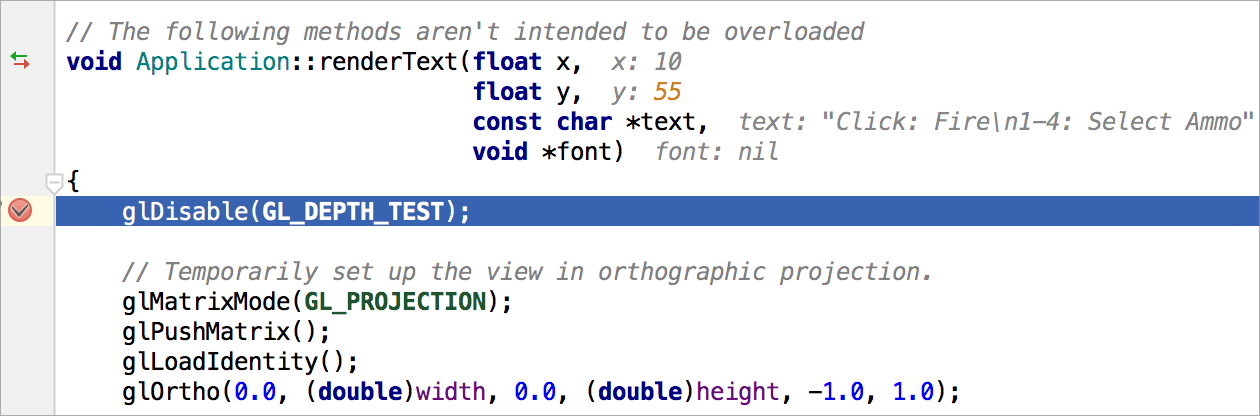 // The following methods aren't intended to be overloaded
void Application::renderText(float x,  x: 10
float y,  y: 55
const char *text,  text: "Click: Fire\n1-4: Select Ammo"
void *font)  font: nil
{
glDisable(GL_DEPTH_TEST);
// Temporarily set up the view in orthographic projection.
glMatrixMode(GL_PROJECTION);
glPushMatrix();
glLoadIdentity();
glOrtho(0.0, (double)width, 0.0, (double)height, -1.0, 1.0);